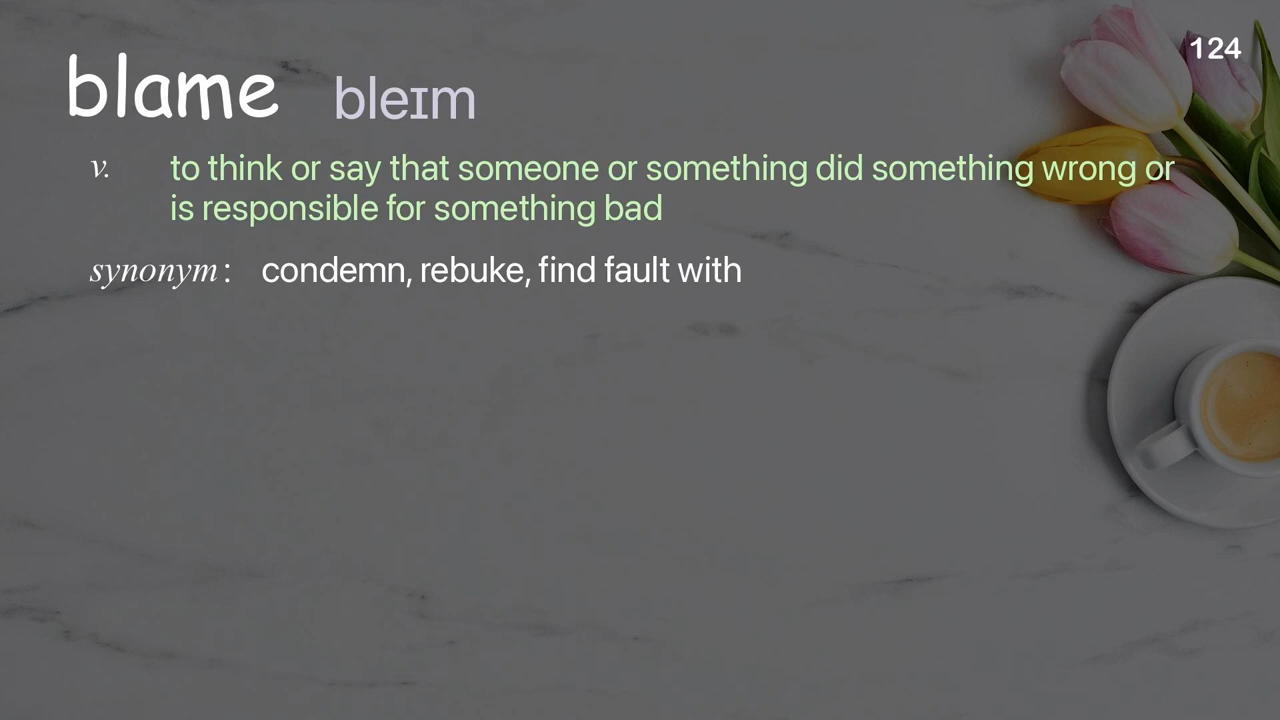 124
blame bleɪm
v. to think or say that someone or something did something wrong or
is responsible for something bad
synonym: condemn, rebuke, find fault with